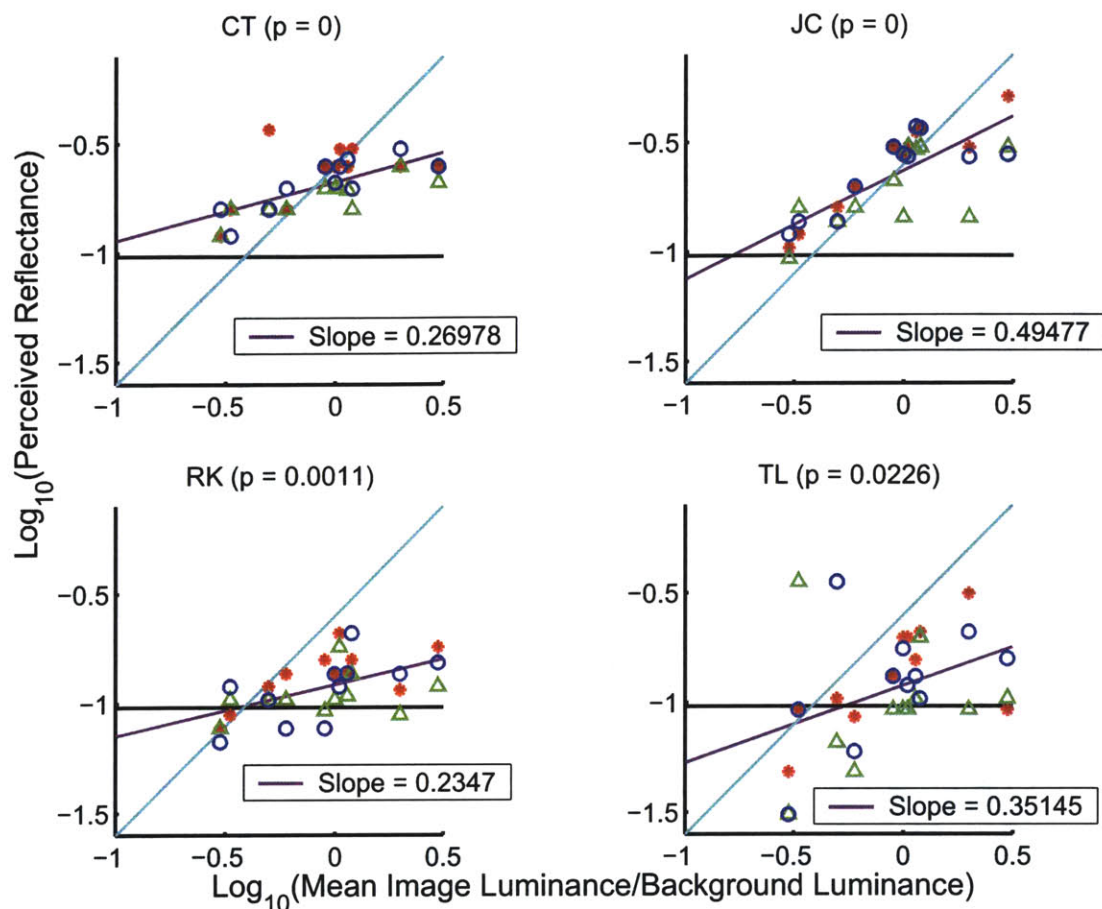 CT (p = 0)
−0.5
−1
−1.5
−1 −0.5 0 0.5
Slope = 0.26978
JC (p = 0)
−0.5
−1
−1.5
−1 −0.5 0 0.5
Slope = 0.49477
RK (p = 0.0011)
−0.5
−1
−1.5
−1 −0.5 0 0.5
Slope = 0.2347
TL (p = 0.0226)
−0.5
−1
−1.5
−1 −0.5 0 0.5
Slope = 0.35145
Log10(Perceived Reflectance)
Log10(Mean Image Luminance/Background Luminance)